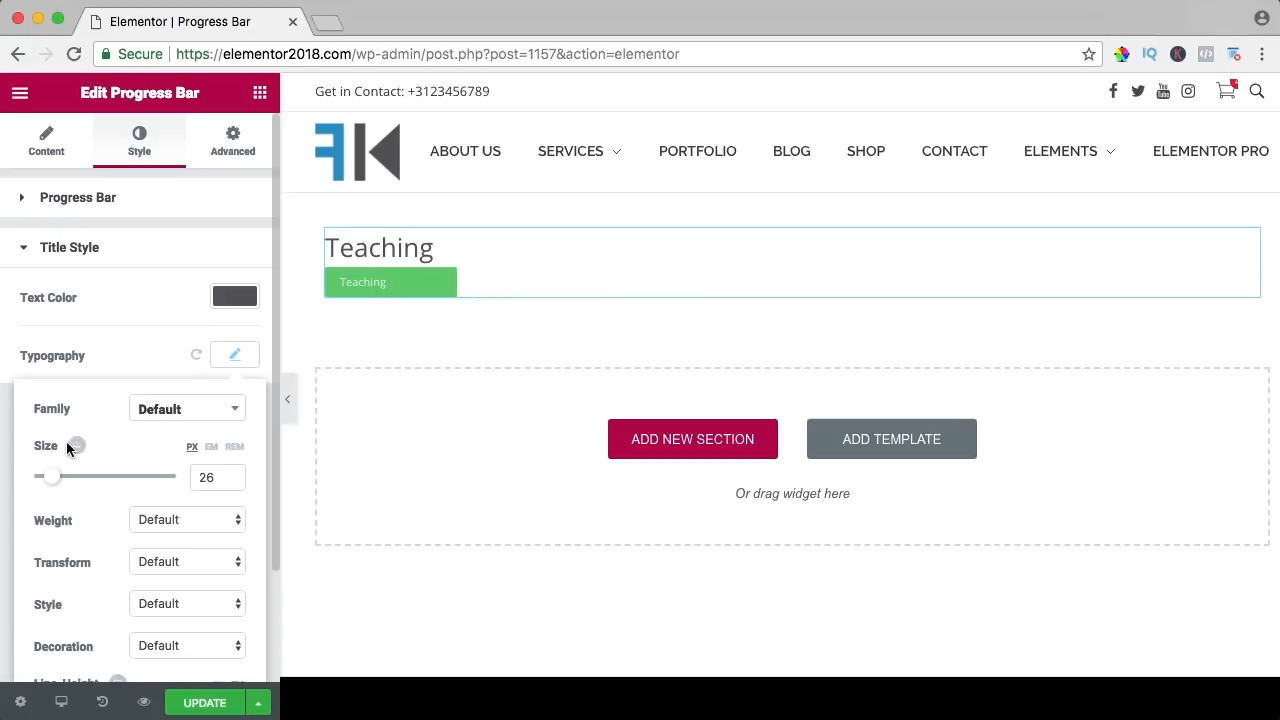 Elementor | Progress Bar
Secure | https://elementor2018.com/wp-admin/post.php?post=1157&action=elementor
Edit Progress Bar
Content
Style
Advanced
Progress Bar
Title Style
Text Color
Typography
Family
Default
Size
PX EM REM
26
Weight
Default
Transform
Default
Style
Default
Decoration
Default
UPDATE
Get in Contact: +3123456789
FK
ABOUT US
SERVICES
PORTFOLIO
BLOG
SHOP
CONTACT
ELEMENTS
ELEMENTOR PRO
Teaching
Teaching
ADD NEW SECTION
ADD TEMPLATE
Or drag widget here